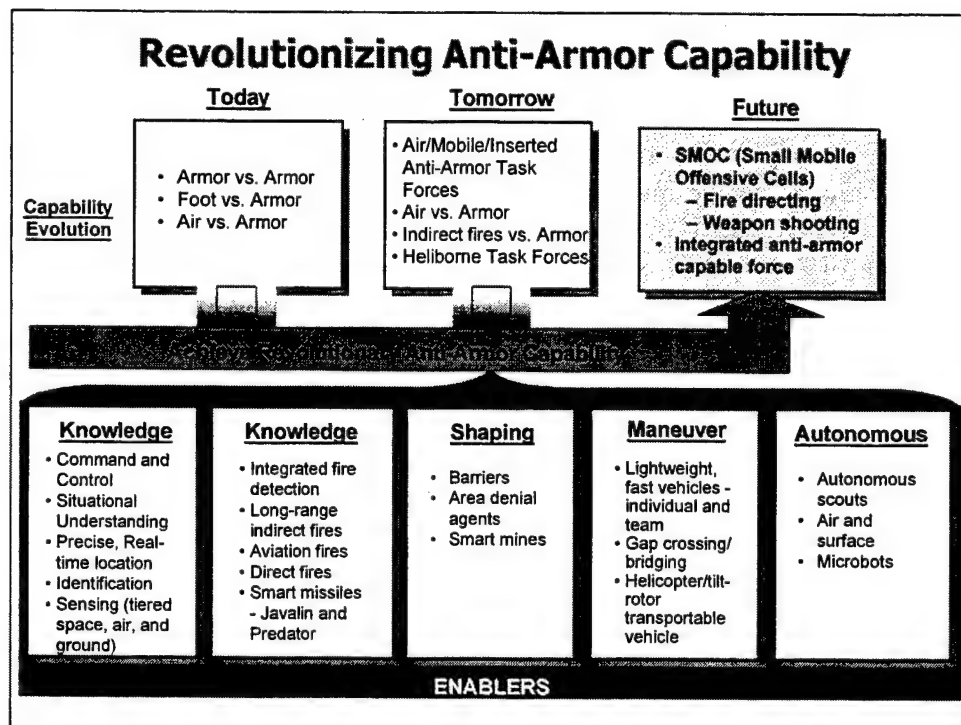 Revolutionizing Anti-Armor Capability
Today
Tomorrow
Future
Capability
Evolution
• Armor vs. Armor
• Foot vs. Armor
• Air vs. Armor
• Air/Mobile/Inserted
Anti-Armor Task
Forces
• Air vs. Armor
• Indirect fires vs. Armor
• Heliborne Task Forces
• SMOC (Small Mobile
Offensive Cells)
– Fire directing
– Weapon shooting
• Integrated anti-armor
capable force
Revolutionary Anti-Armor Capability
Knowledge
• Command and
Control
• Situational
Understanding
• Precise, Real-
time location
• Identification
• Sensing (tiered
space, air, and
ground)
Knowledge
• Integrated fire
detection
• Long-range
indirect fires
• Aviation fires
• Direct fires
• Smart missiles
- Javalin and
Predator
Shaping
• Barriers
• Area denial
agents
• Smart mines
Maneuver
• Lightweight,
fast vehicles -
individual and
team
• Gap crossing/
bridging
• Helicopter/tilt-
rotor
transportable
vehicle
Autonomous
• Autonomous
scouts
• Air and
surface
• Microbots
ENABLERS